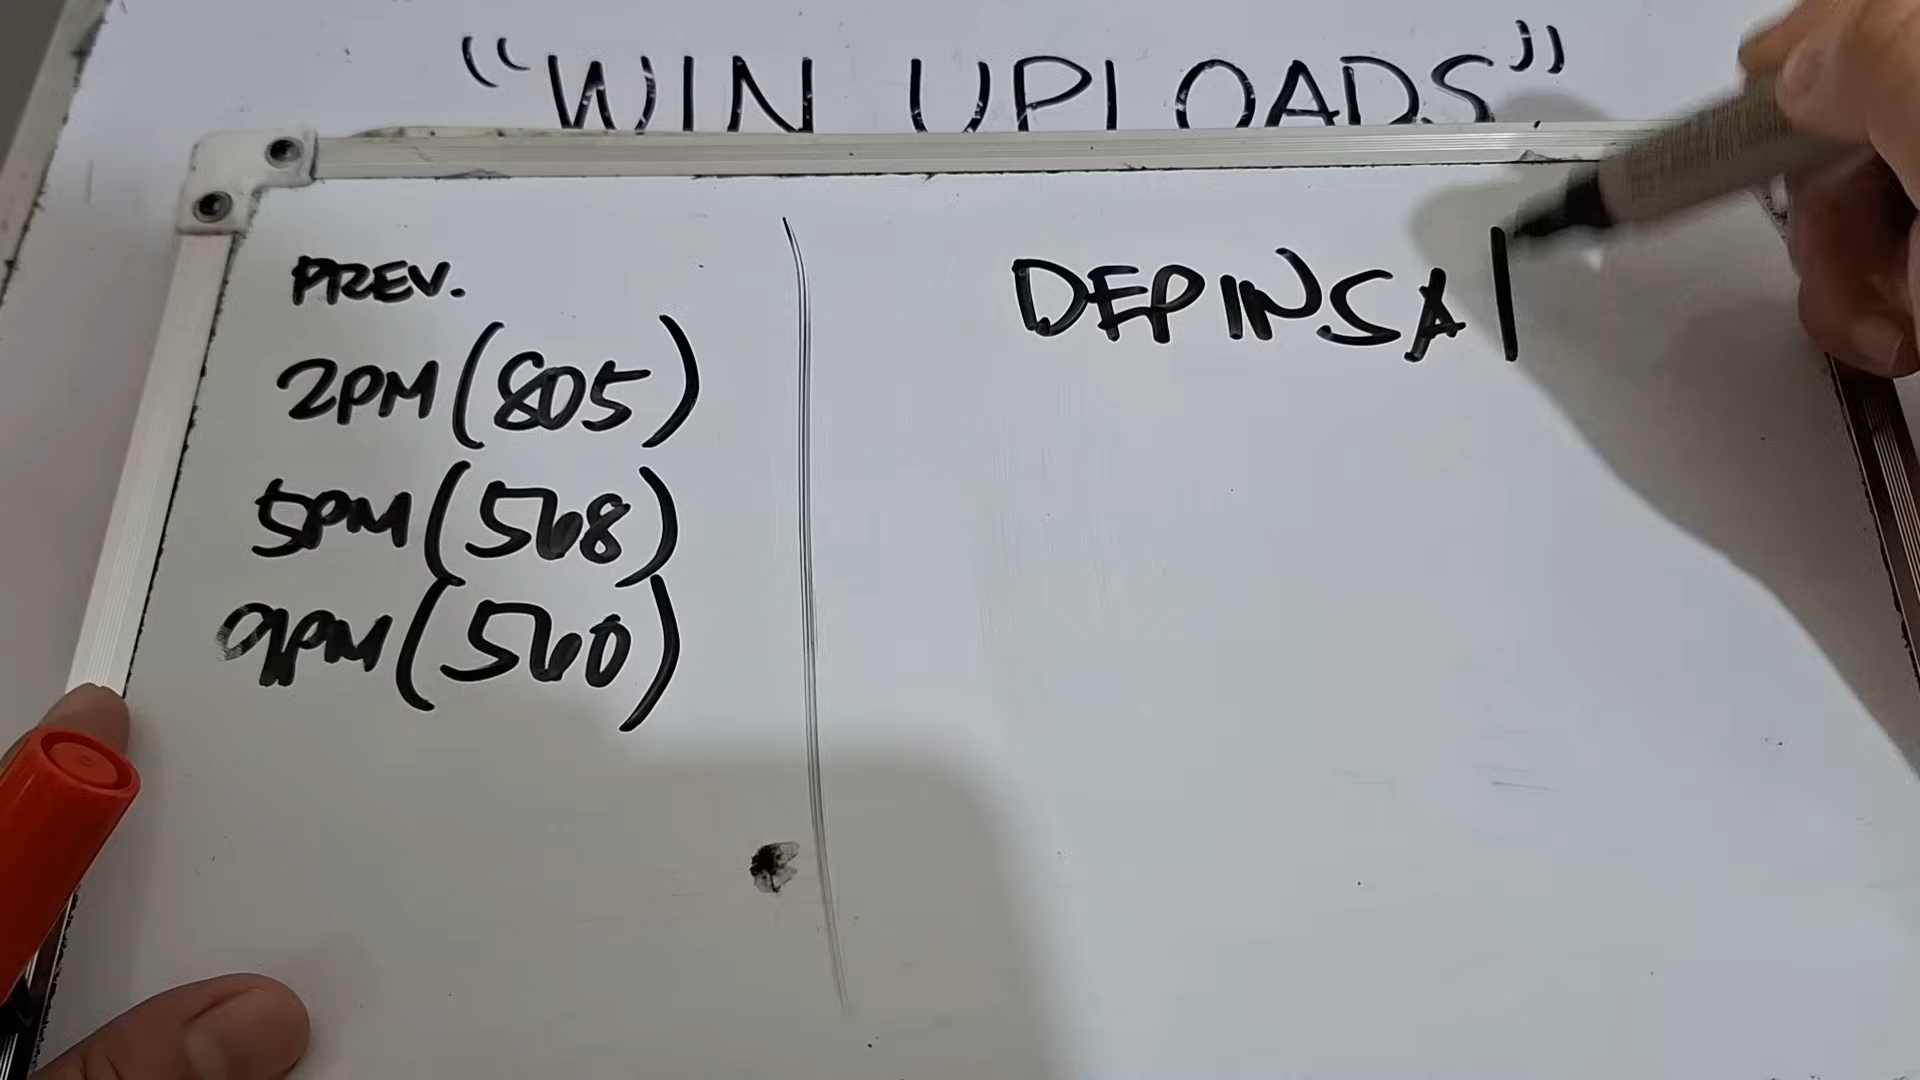 “WIN UPLOADS”
PREV.
2PM (805)
5PM (568)
9PM (560)
DEPINSA